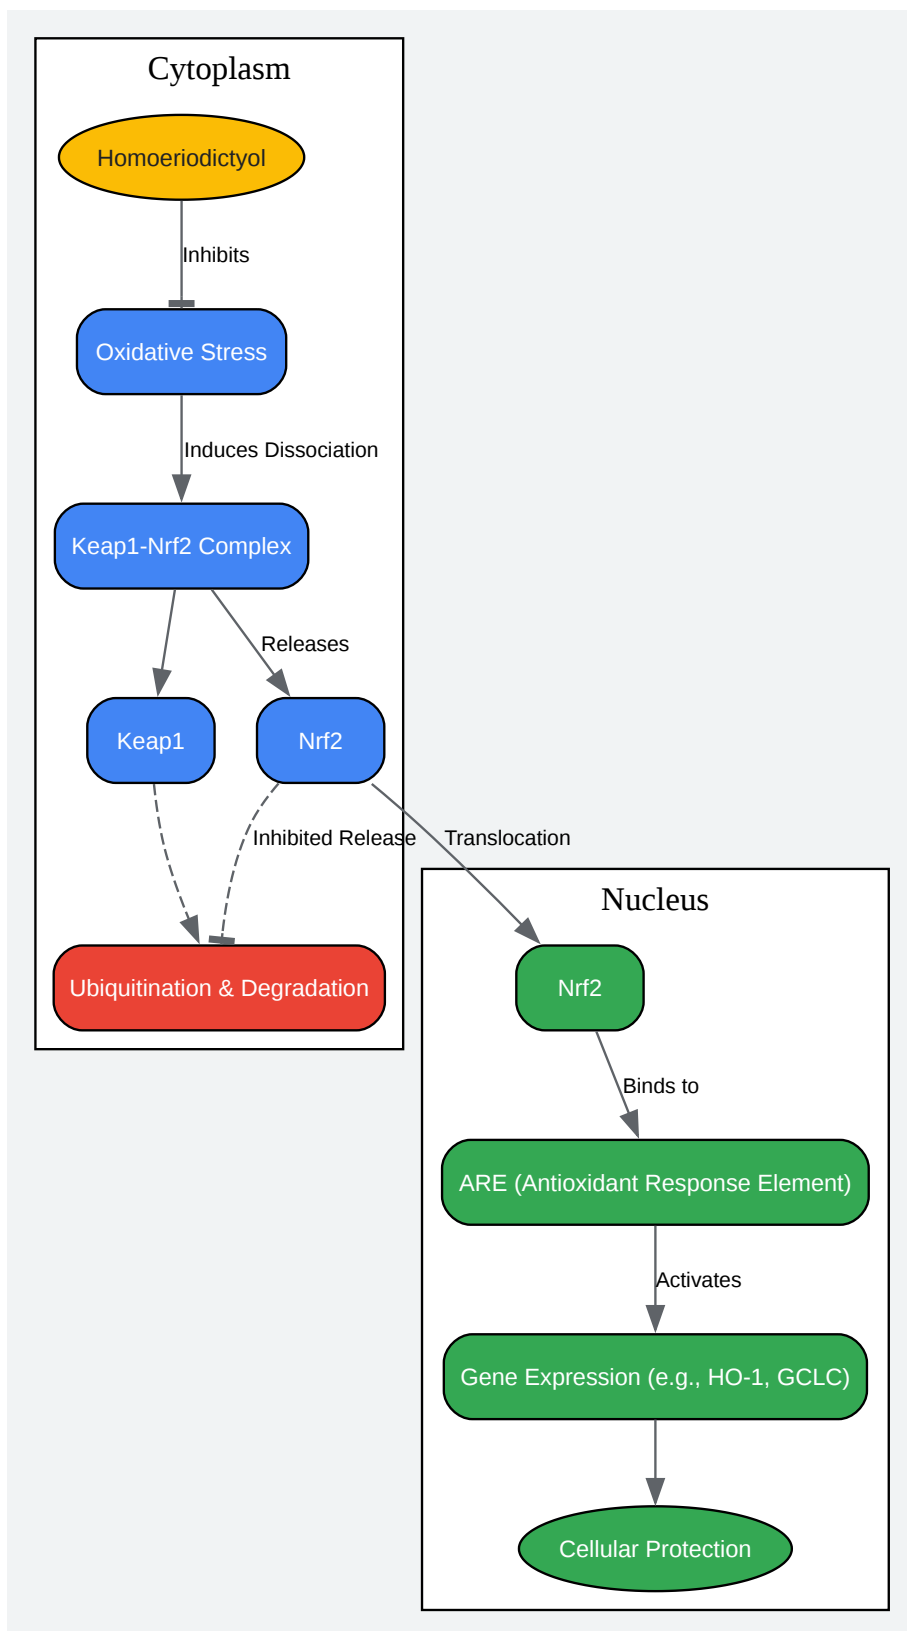 Cytoplasm
Homoeriodictyol
Inhibits
Oxidative Stress
Induces Dissociation
Keap1-Nrf2 Complex
Releases
Keap1
Nrf2
Inhibited Release
Translocation
Ubiquitination & Degradation
Nucleus
Nrf2
Binds to
ARE (Antioxidant Response Element)
Activates
Gene Expression (e.g., HO-1, GCLC)
Cellular Protection